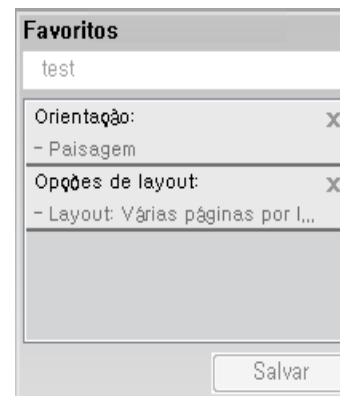 Favoritos
test
Orientação:
X
- Paisagem
Opções de layout:
X
- Layout: Várias páginas por l...
Salvar